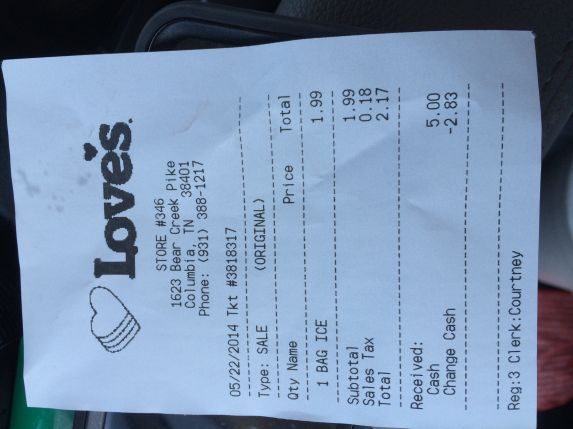 Love's
STORE #346
1623 Bear Creek Pike
Columbia, TN 38401
Phone: (931) 388-1217
05/22/2014 Tkt #3818317
Type: SALE (ORIGINAL)
Qty Name Price Total
1 BAG ICE 1.99
Subtotal 1.99
Sales Tax 0.18
Total 2.17
Received:
Cash 5.00
Change Cash -2.83
Reg:3 Clerk:Courtney